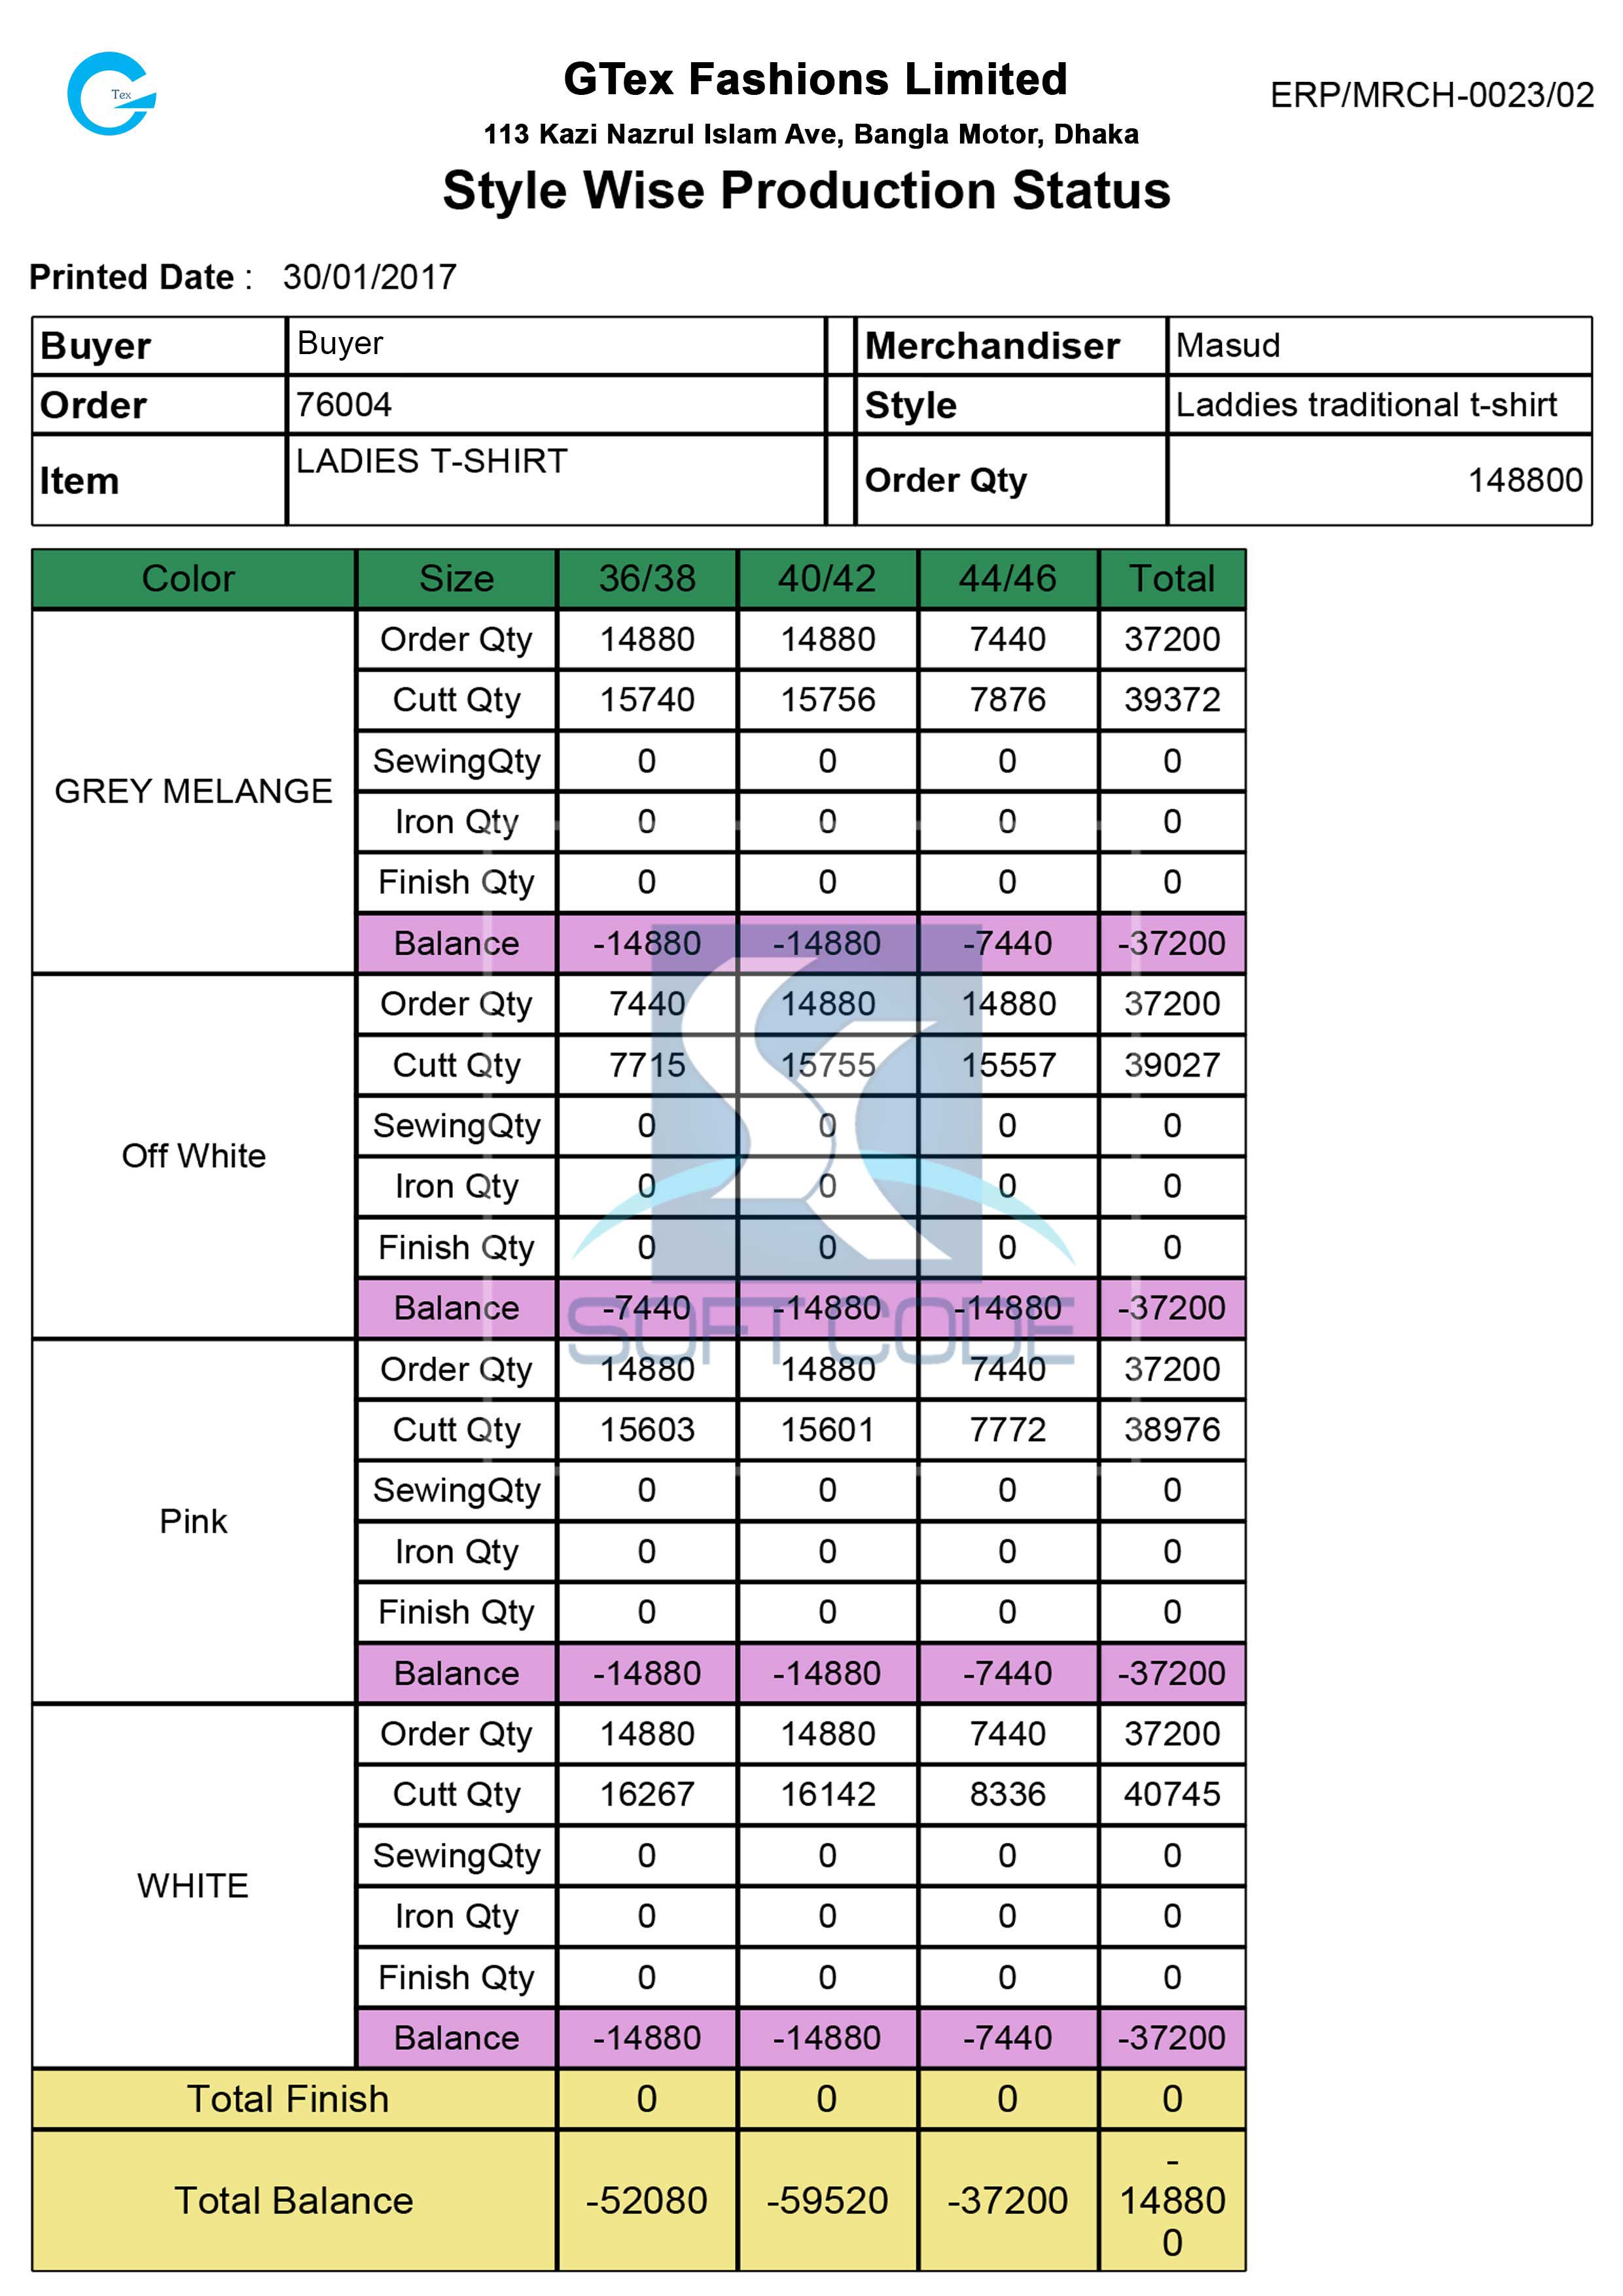 Tex
GTex Fashions Limited
ERP/MRCH-0023/02
113 Kazi Nazrul Islam Ave, Bangla Motor, Dhaka
Style Wise Production Status
Printed Date : 30/01/2017
Buyer Buyer Merchandiser Masud
Order 76004 Style Laddies traditional t-shirt
Item LADIES T-SHIRT Order Qty 148800
Color Size 36/38 40/42 44/46 Total
GREY MELANGE
Order Qty 14880 14880 7440 37200
Cutt Qty 15740 15756 7876 39372
SewingQty 0 0 0 0
Iron Qty 0 0 0 0
Finish Qty 0 0 0 0
Balance -14880 -14880 -7440 -37200
Off White
Order Qty 7440 14880 14880 37200
Cutt Qty 7715 15755 15557 39027
SewingQty 0 0 0 0
Iron Qty 0 0 0 0
Finish Qty 0 0 0 0
Balance -7440 -14880 -14880 -37200
SOFT CODE
Pink
Order Qty 14880 14880 7440 37200
Cutt Qty 15603 15601 7772 38976
SewingQty 0 0 0 0
Iron Qty 0 0 0 0
Finish Qty 0 0 0 0
Balance -14880 -14880 -7440 -37200
WHITE
Order Qty 14880 14880 7440 37200
Cutt Qty 16267 16142 8336 40745
SewingQty 0 0 0 0
Iron Qty 0 0 0 0
Finish Qty 0 0 0 0
Balance -14880 -14880 -7440 -37200
Total Finish 0 0 0 0
Total Balance -52080 -59520 -37200 -
14880
0